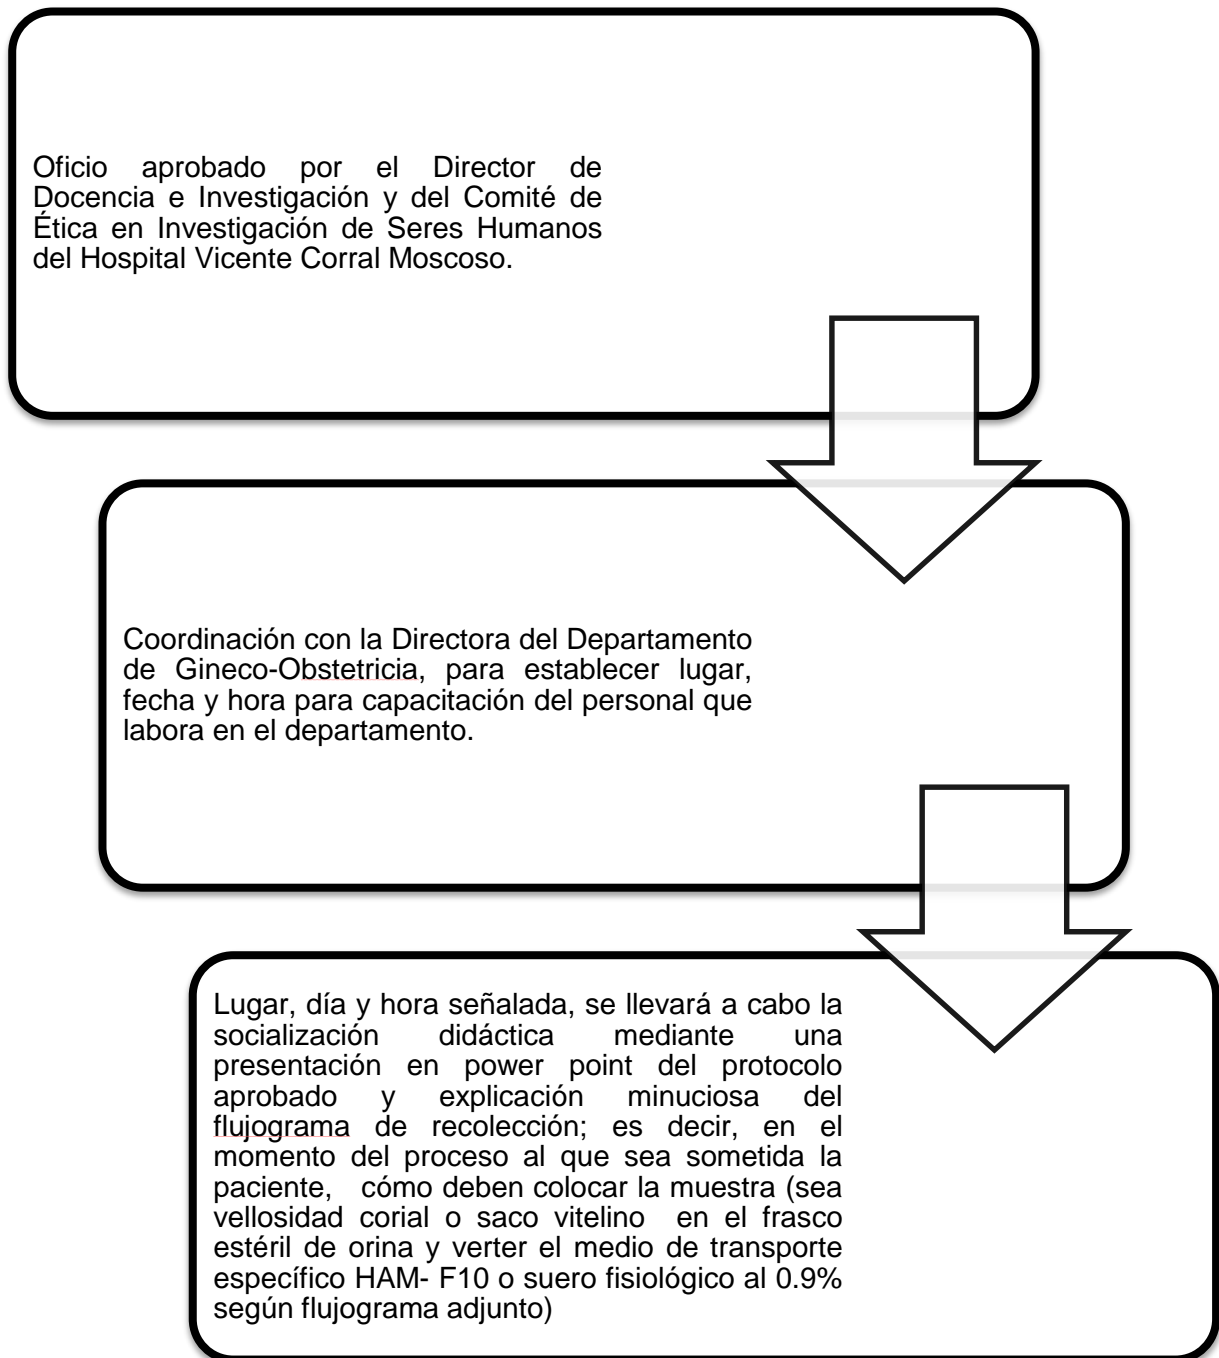 Oficio aprobado por el Director de
Docencia e Investigación y del Comité de
Ética en Investigación de Seres Humanos
del Hospital Vicente Corral Moscoso.
Coordinación con la Directora del Departamento
de Gineco-Obstetricia, para establecer lugar,
fecha y hora para capacitación del personal que
labora en el departamento.
Lugar, día y hora señalada, se llevará a cabo la
socialización didáctica mediante una
presentación en power point del protocolo
aprobado y explicación minuciosa del
flujograma de recolección; es decir, en el
momento del proceso al que sea sometida la
paciente, cómo deben colocar la muestra (sea
vellosidad corial o saco vitelino en el frasco
estéril de orina y verter el medio de transporte
específico HAM- F10 o suero fisiológico al 0.9%
según flujograma adjunto)